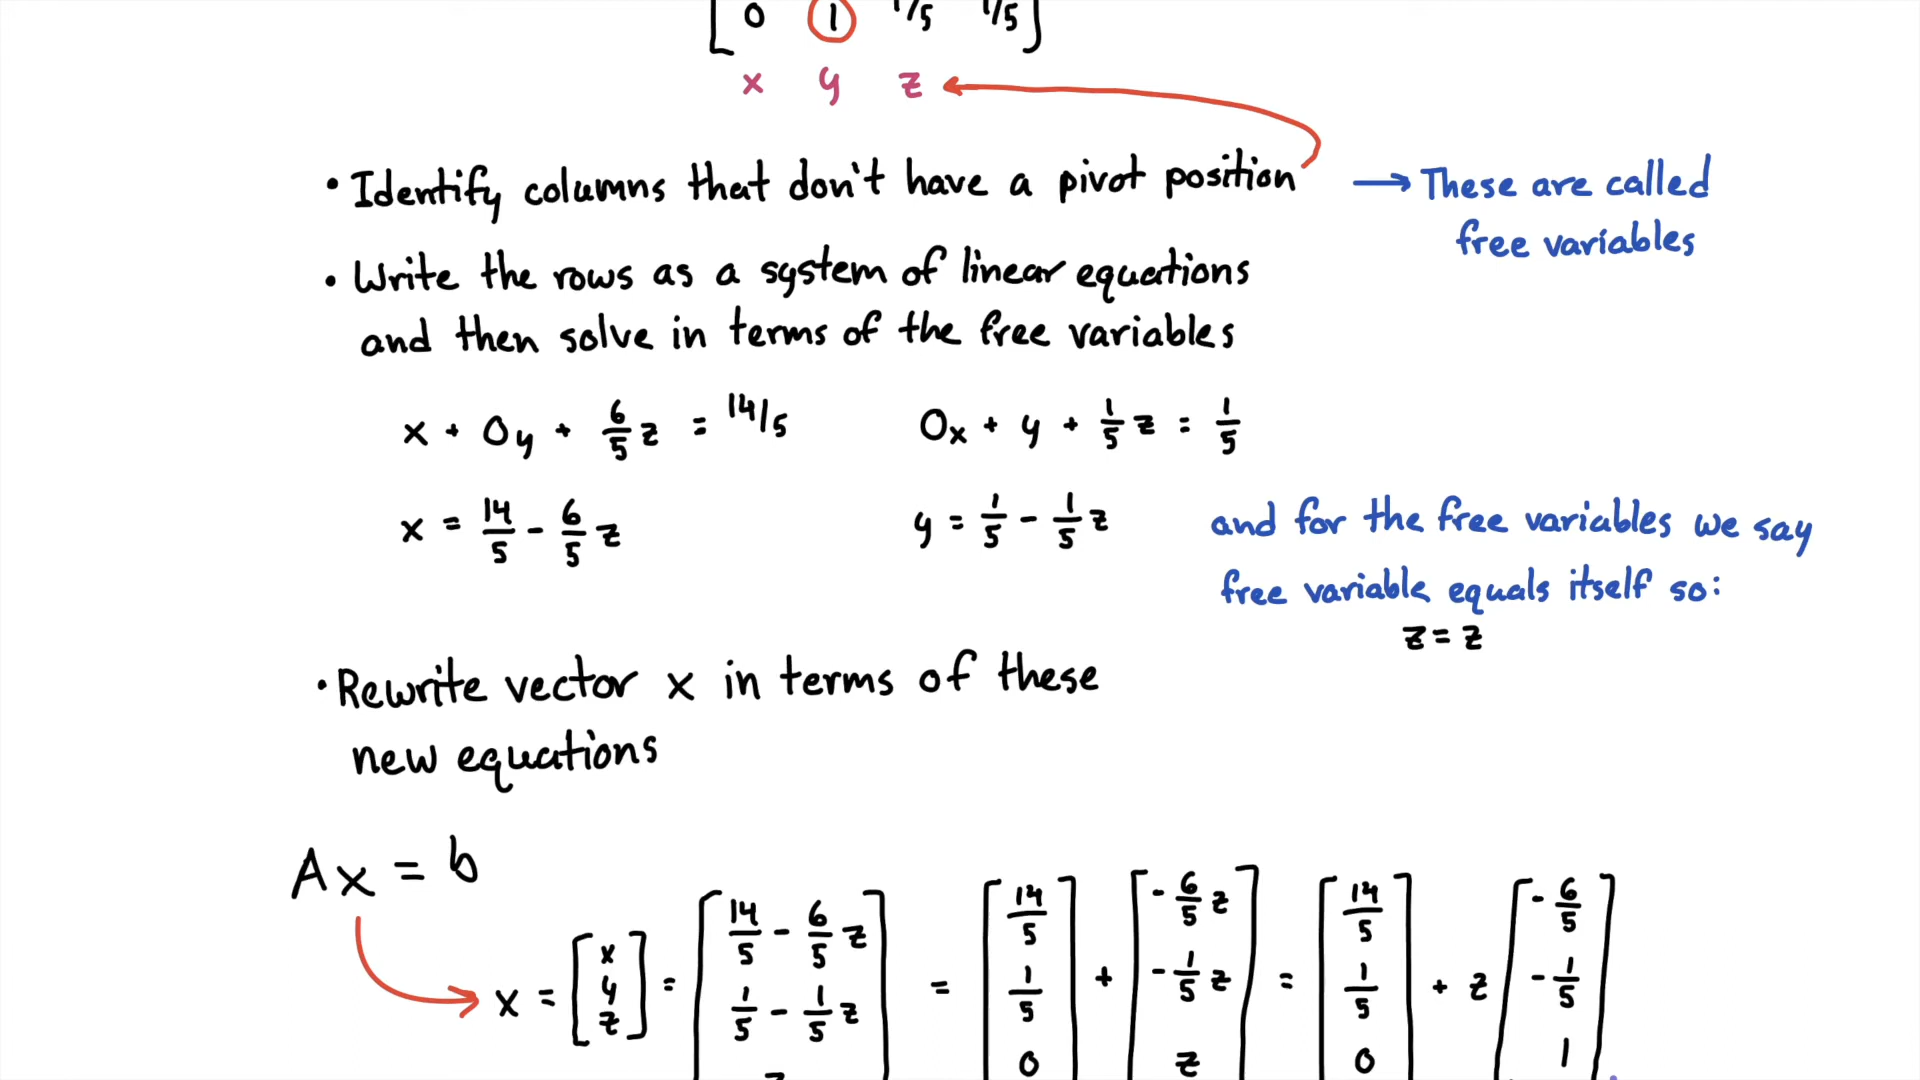 0 1 1/5 1/5
x y z
• Identify columns that don't have a pivot position → These are called
free variables
• Write the rows as a system of linear equations
and then solve in terms of the free variables
x + 0y + 6/5 z = 14/5
0x + y + 1/5 z = 1/5
x = 14/5 - 6/5 z
y = 1/5 - 1/5 z
and for the free variables we say
free variable equals itself so:
z = z
• Rewrite vector x in terms of these
new equations
Ax = b
x = [x y z] = [14/5 - 6/5 z 1/5 - 1/5 z] = [14/5 1/5 0] + [-6/5 z -1/5 z z] = [14/5 1/5 0] + z [-6/5 -1/5 1]